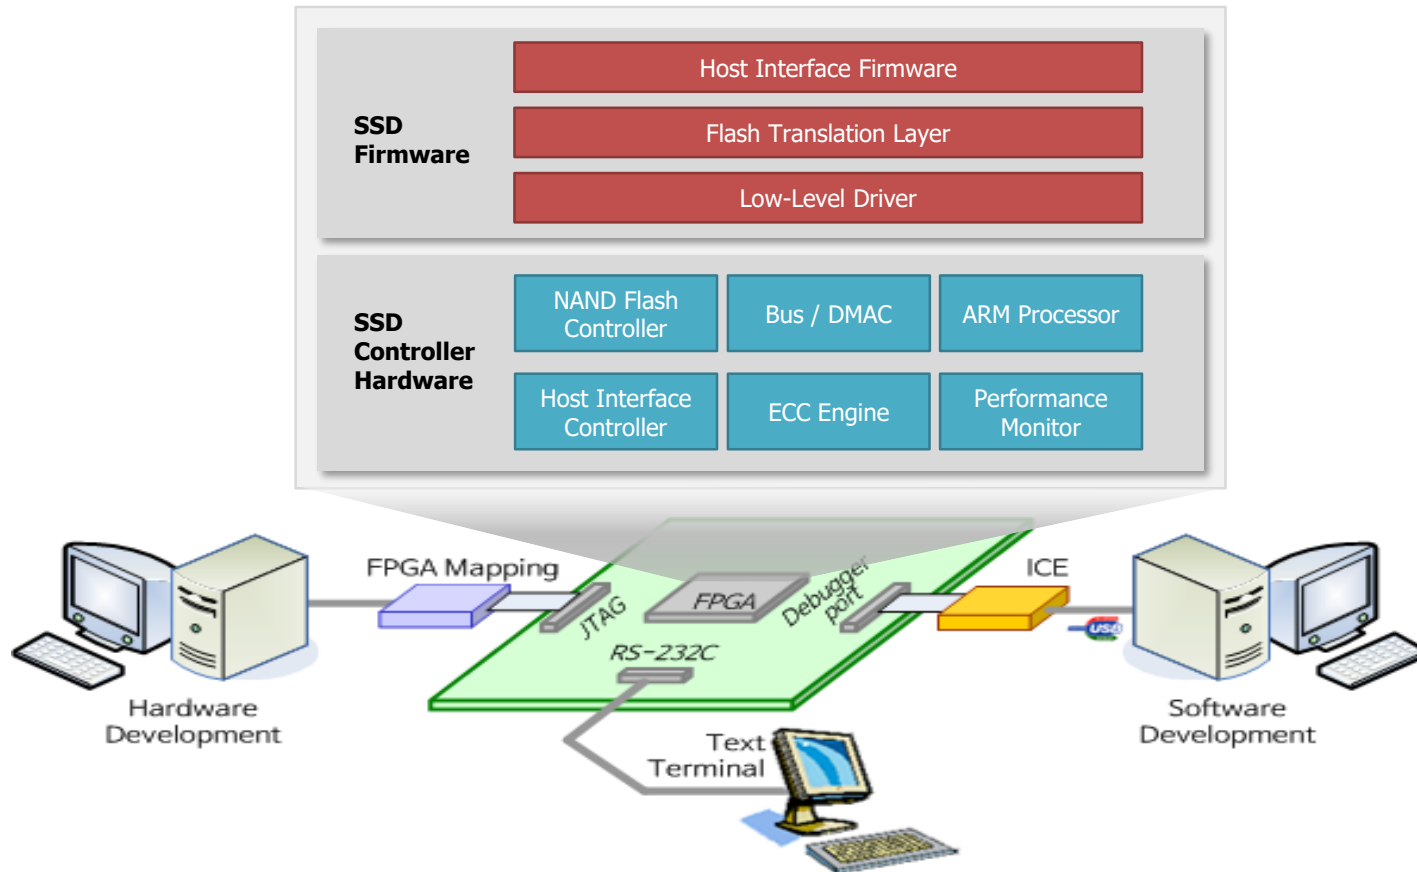 Host Interface Firmware
SSD
Firmware
Flash Translation Layer
Low-Level Driver
SSD
Controller
Hardware
NAND Flash
Controller
Bus / DMAC
ARM Processor
Host Interface
Controller
ECC Engine
Performance
Monitor
FPGA Mapping
ICE
JTAG
FPGA
Debugger
port
USB
RS-232C
Hardware
Development
Text
Terminal
Software
Development